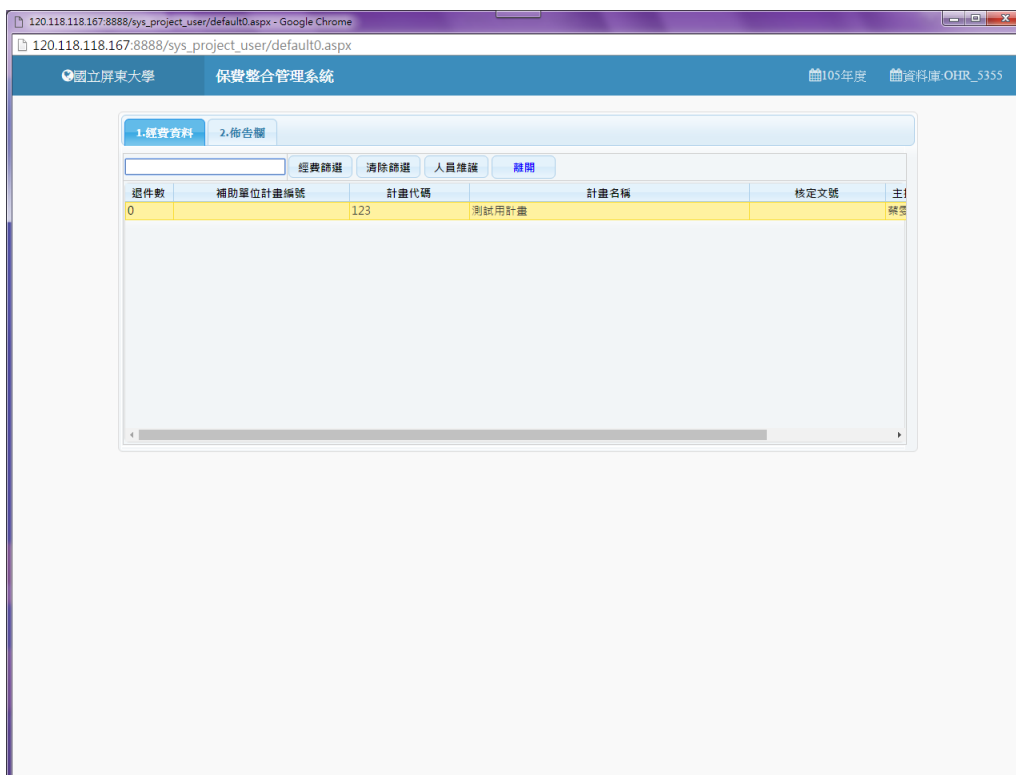 120.118.118.167:8888/sys_project_user/default0.aspx - Google Chrome
120.118.118.167:8888/sys_project_user/default0.aspx
國立屏東大學 保費整合管理系統 105年度 資料庫:OHR_5355
1.經費資料 2.佈告欄
經費篩選 清除篩選 人員維護 離開
退件數 補助單位計畫編號 計畫代碼 計畫名稱 核定文號 主
0 123 測試用計畫 蔡